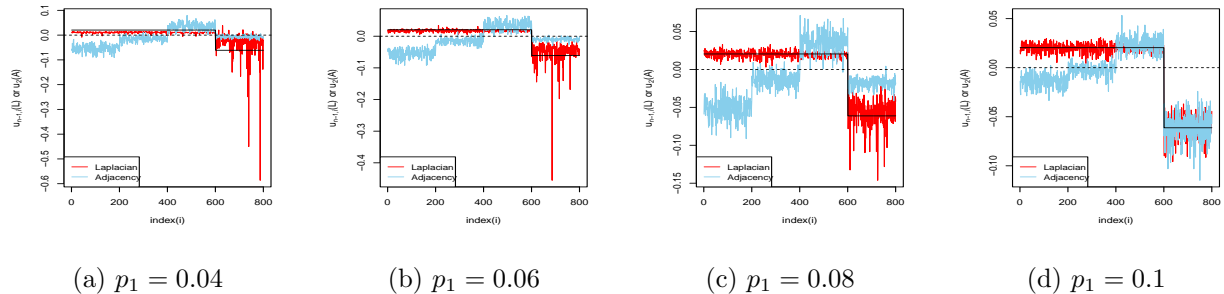 u_{n-1,i}(L) or u_2(A)
0.1
0.0
-0.1
-0.2
-0.3
-0.4
-0.5
-0.6
Laplacian
Adjacency
0 200 400 600 800
index(i)
(a) p_1 = 0.04
u_{n-1,i}(L) or u_2(A)
0.1
0.0
-0.1
-0.2
-0.3
-0.4
Laplacian
Adjacency
0 200 400 600 800
index(i)
(b) p_1 = 0.06
u_{n-1,i}(L) or u_2(A)
0.05
0.00
-0.05
-0.10
-0.15
Laplacian
Adjacency
0 200 400 600 800
index(i)
(c) p_1 = 0.08
u_{n-1,i}(L) or u_2(A)
0.05
0.00
-0.05
-0.10
Laplacian
Adjacency
0 200 400 600 800
index(i)
(d) p_1 = 0.1